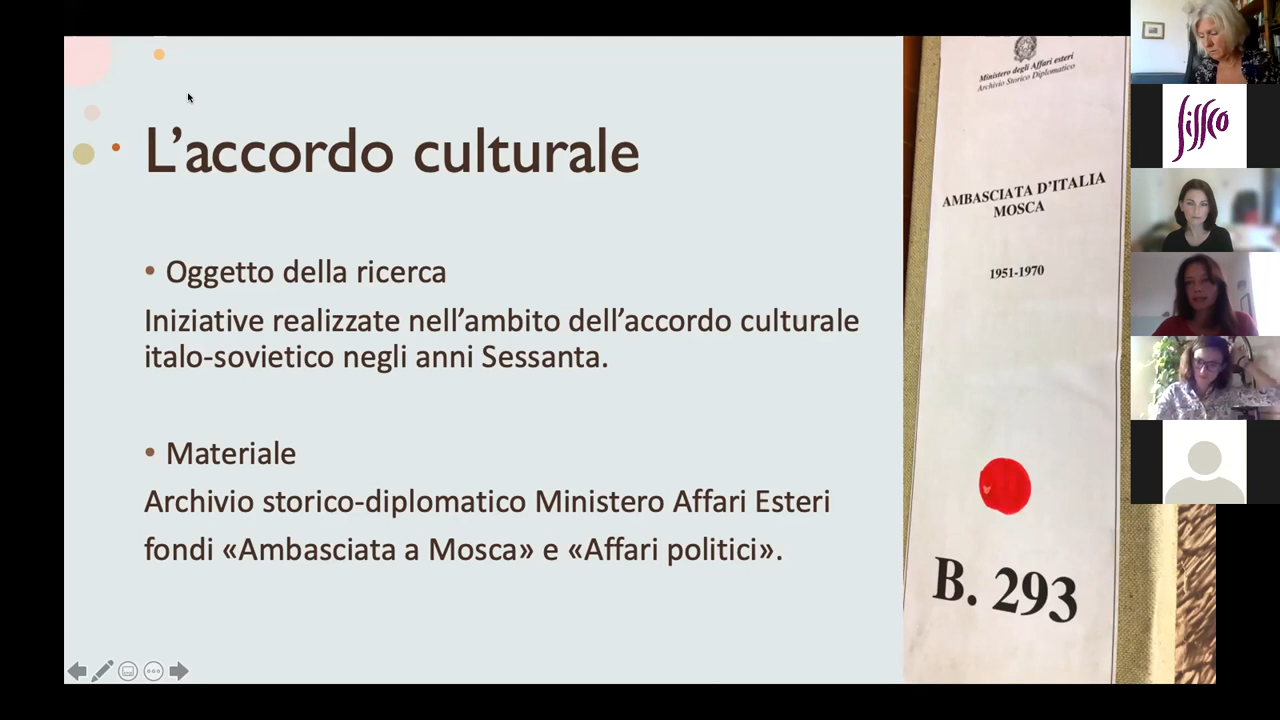 L’accordo culturale
• Oggetto della ricerca
Iniziative realizzate nell’ambito dell’accordo culturale
italo-sovietico negli anni Sessanta.
• Materiale
Archivio storico-diplomatico Ministero Affari Esteri
fondi «Ambasciata a Mosca» e «Affari politici».
Ministero degli Affari esteri
Archivio Storico Diplomatico
AMBASCIATA D’ITALIA
MOSCA
1951-1970
B. 293